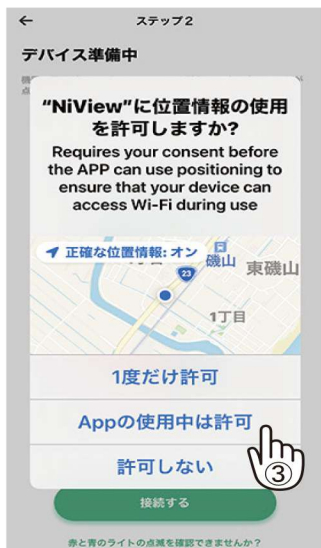 ←
ステップ2
デバイス準備中
“NiView”に位置情報の使用
を許可しますか?
Requires your consent before
the APP can use positioning to
ensure that your device can
access Wi-Fi during use
正確な位置情報: オン
23
磯山
東磯山
1丁目
1度だけ許可
Appの使用中は許可
許可しない
③
接続する
赤と青のライトの点滅を確認できませんか?